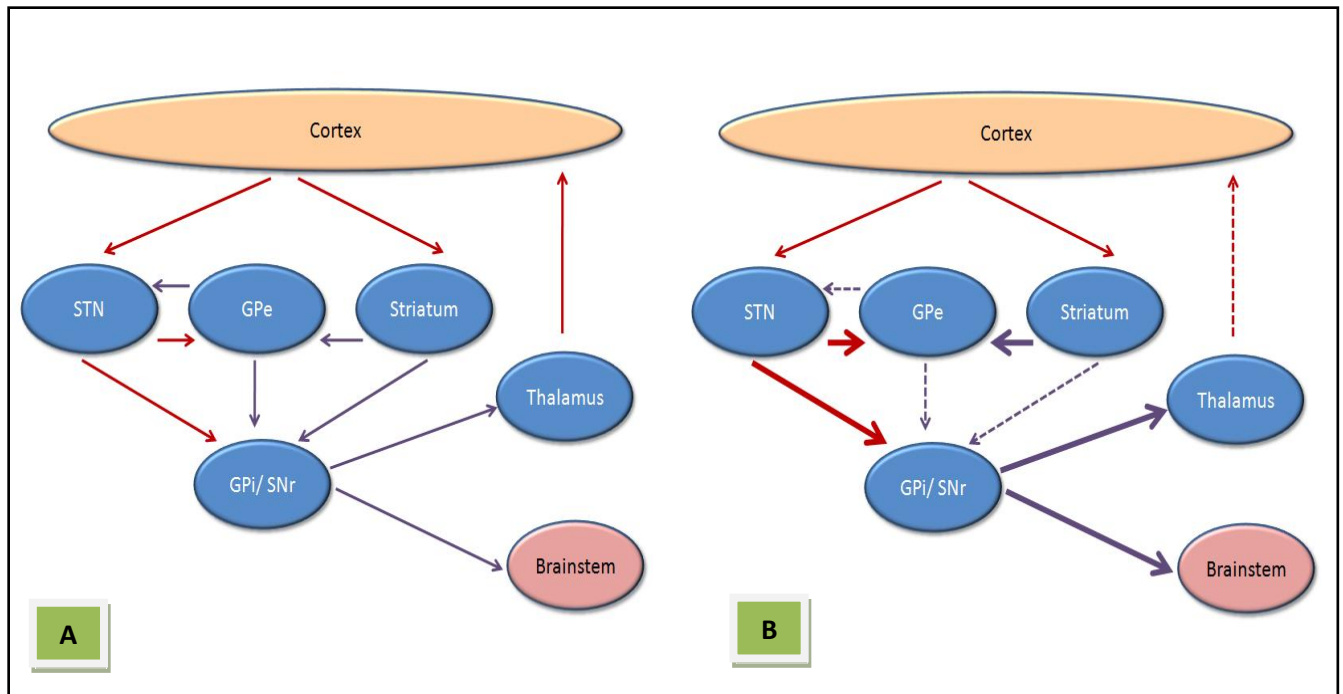 Cortex
STN
GPe
Striatum
Thalamus
GPi/ SNr
Brainstem
A
Cortex
STN
GPe
Striatum
Thalamus
GPi/ SNr
Brainstem
B